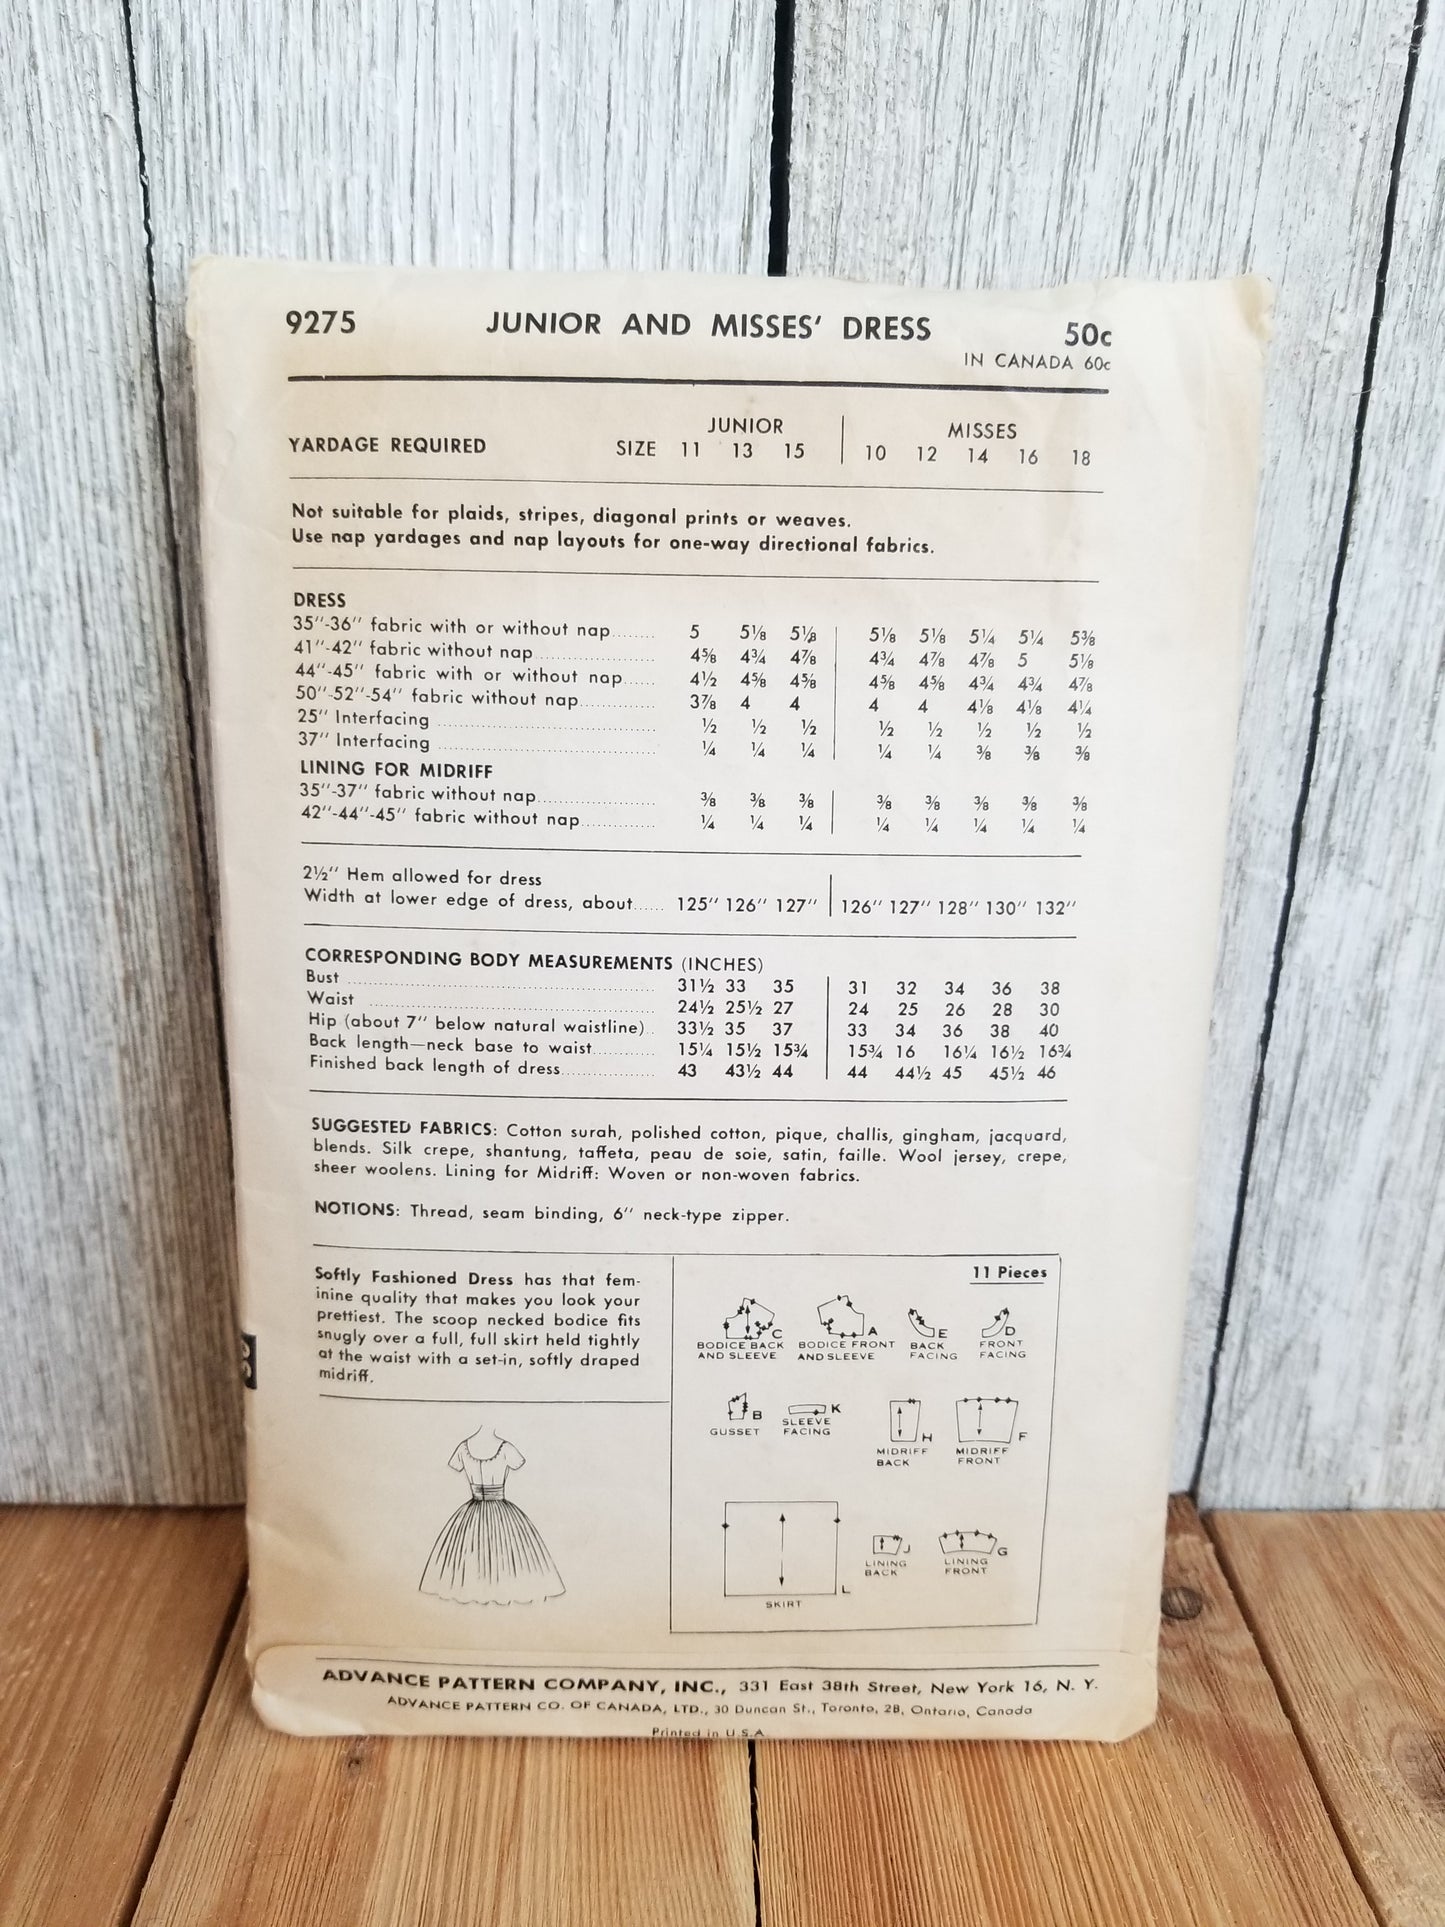 9275 JUNIOR AND MISSES' DRESS 50c
IN CANADA 60c
JUNIOR MISSES
YARDAGE REQUIRED SIZE 11 13 15 10 12 14 16 18
Not suitable for plaids, stripes, diagonal prints or weaves.
Use nap yardages and nap layouts for one-way directional fabrics.
DRESS
35"-36" fabric with or without nap........ 5 5⅛ 5⅛ 5⅛ 5⅛ 5¼ 5¼ 5⅜
41"-42" fabric without nap.................... 4⅝ 4¾ 4⅞ 4¾ 4⅞ 4⅞ 5 5⅛
44"-45" fabric with or without nap...... 4½ 4⅝ 4⅝ 4⅝ 4⅝ 4¾ 4¾ 4⅞
50"-52"-54" fabric without nap............. 3⅞ 4 4 4 4 4⅛ 4⅛ 4¼
25" Interfacing .................................... ½ ½ ½ ½ ½ ½ ½ ½
37" Interfacing .................................... ¼ ¼ ¼ ¼ ¼ ⅜ ⅜ ⅜
LINING FOR MIDRIFF
35"-37" fabric without nap................... ⅜ ⅜ ⅜ ⅜ ⅜ ⅜ ⅜ ⅜
42"-44"-45" fabric without nap............. ¼ ¼ ¼ ¼ ¼ ¼ ¼ ¼
2½" Hem allowed for dress
Width at lower edge of dress, about...... 125" 126" 127" 126" 127" 128" 130" 132"
CORRESPONDING BODY MEASUREMENTS (INCHES)
Bust .................................................. 31½ 33 35 31 32 34 36 38
Waist ................................................ 24½ 25½ 27 24 25 26 28 30
Hip (about 7" below natural waistline).. 33½ 35 37 33 34 36 38 40
Back length—neck base to waist............ 15¼ 15½ 15¾ 15¾ 16 16¼ 16½ 16¾
Finished back length of dress................ 43 43½ 44 44 44½ 45 45½ 46
SUGGESTED FABRICS: Cotton surah, polished cotton, pique, challis, gingham, jacquard,
blends. Silk crepe, shantung, taffeta, peau de soie, satin, faille. Wool jersey, crepe,
sheer woolens. Lining for Midriff: Woven or non-woven fabrics.
NOTIONS: Thread, seam binding, 6" neck-type zipper.
Softly Fashioned Dress has that fem-
inine quality that makes you look your
prettiest. The scoop necked bodice fits
snugly over a full, full skirt held tightly
at the waist with a set-in, softly draped
midriff.
11 Pieces
C A E D
BODICE BACK BODICE FRONT BACK FRONT
AND SLEEVE AND SLEEVE FACING FACING
B K H F
GUSSET SLEEVE FACING MIDRIFF BACK MIDRIFF FRONT
L J G
SKIRT LINING BACK LINING FRONT
ADVANCE PATTERN COMPANY, INC., 331 East 38th Street, New York 16, N. Y.
ADVANCE PATTERN CO. OF CANADA, LTD., 30 Duncan St., Toronto, 2B, Ontario, Canada
Printed in U.S.A.